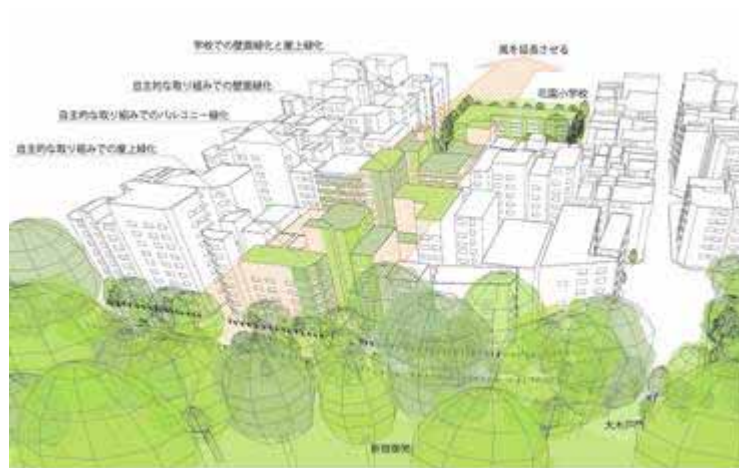 学校での壁面緑化と屋上緑化
風を延長させる
自主的な取り組みでの壁面緑化
花園小学校
自主的な取り組みでのバルコニー緑化
自主的な取り組みでの屋上緑化
大木戸門
新宿御苑